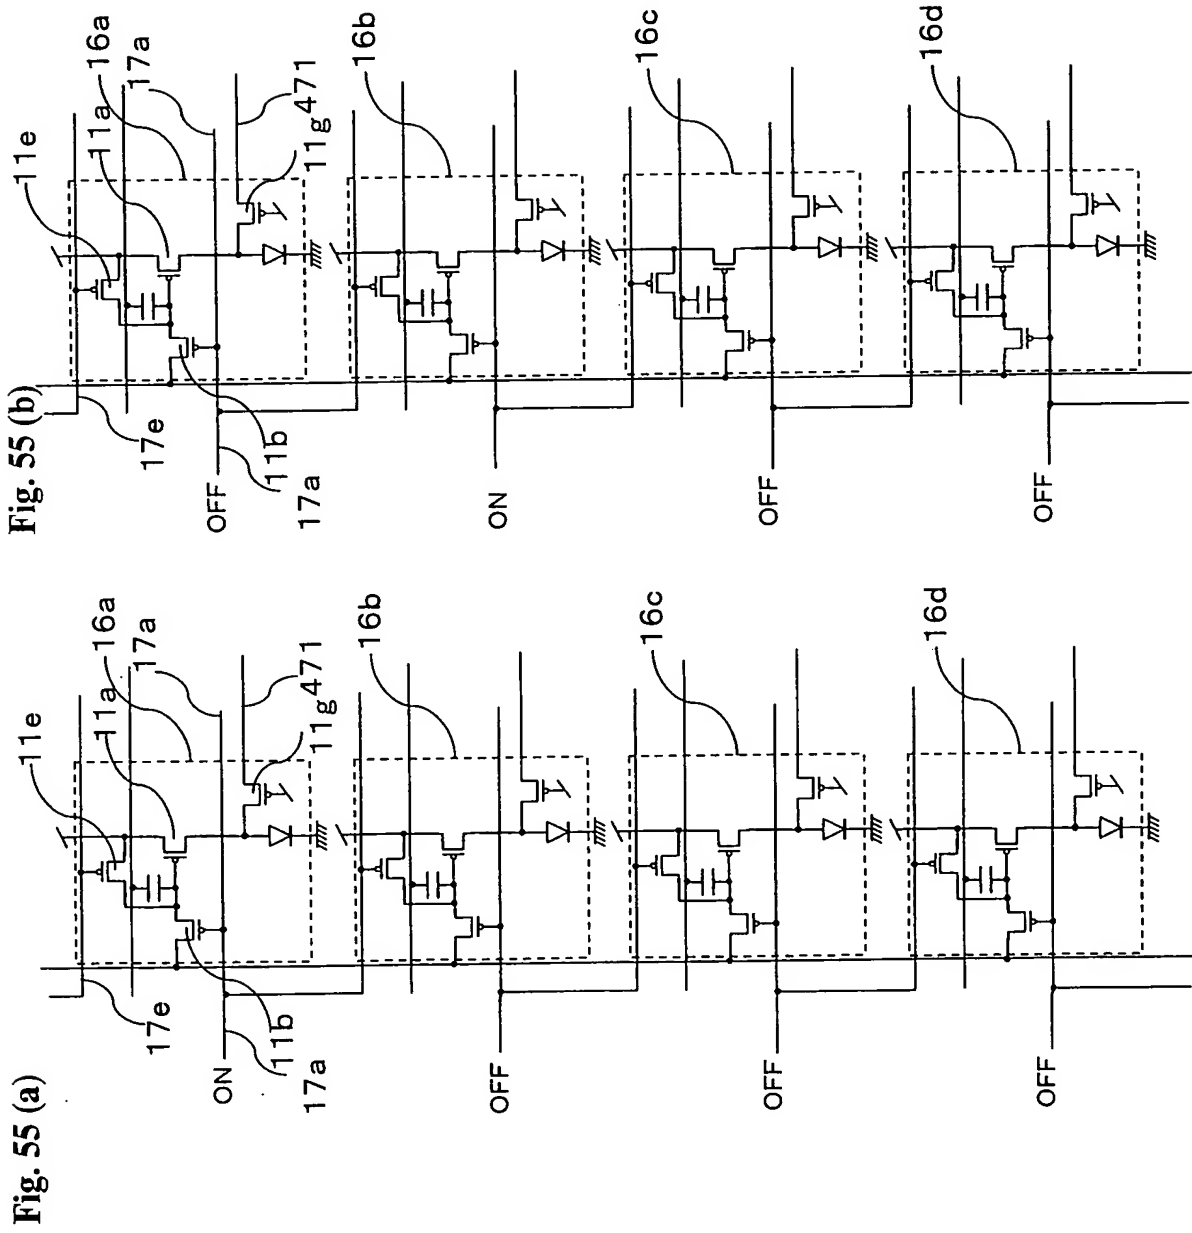 Fig. 55 (a)
11e
11a
16a
17a
471
11g
17e
11b
ON
17a
16b
OFF
16c
OFF
16d
OFF
Fig. 55 (b)
11e
11a
16a
17a
471
11g
17e
11b
OFF
17a
16b
ON
16c
OFF
16d
OFF